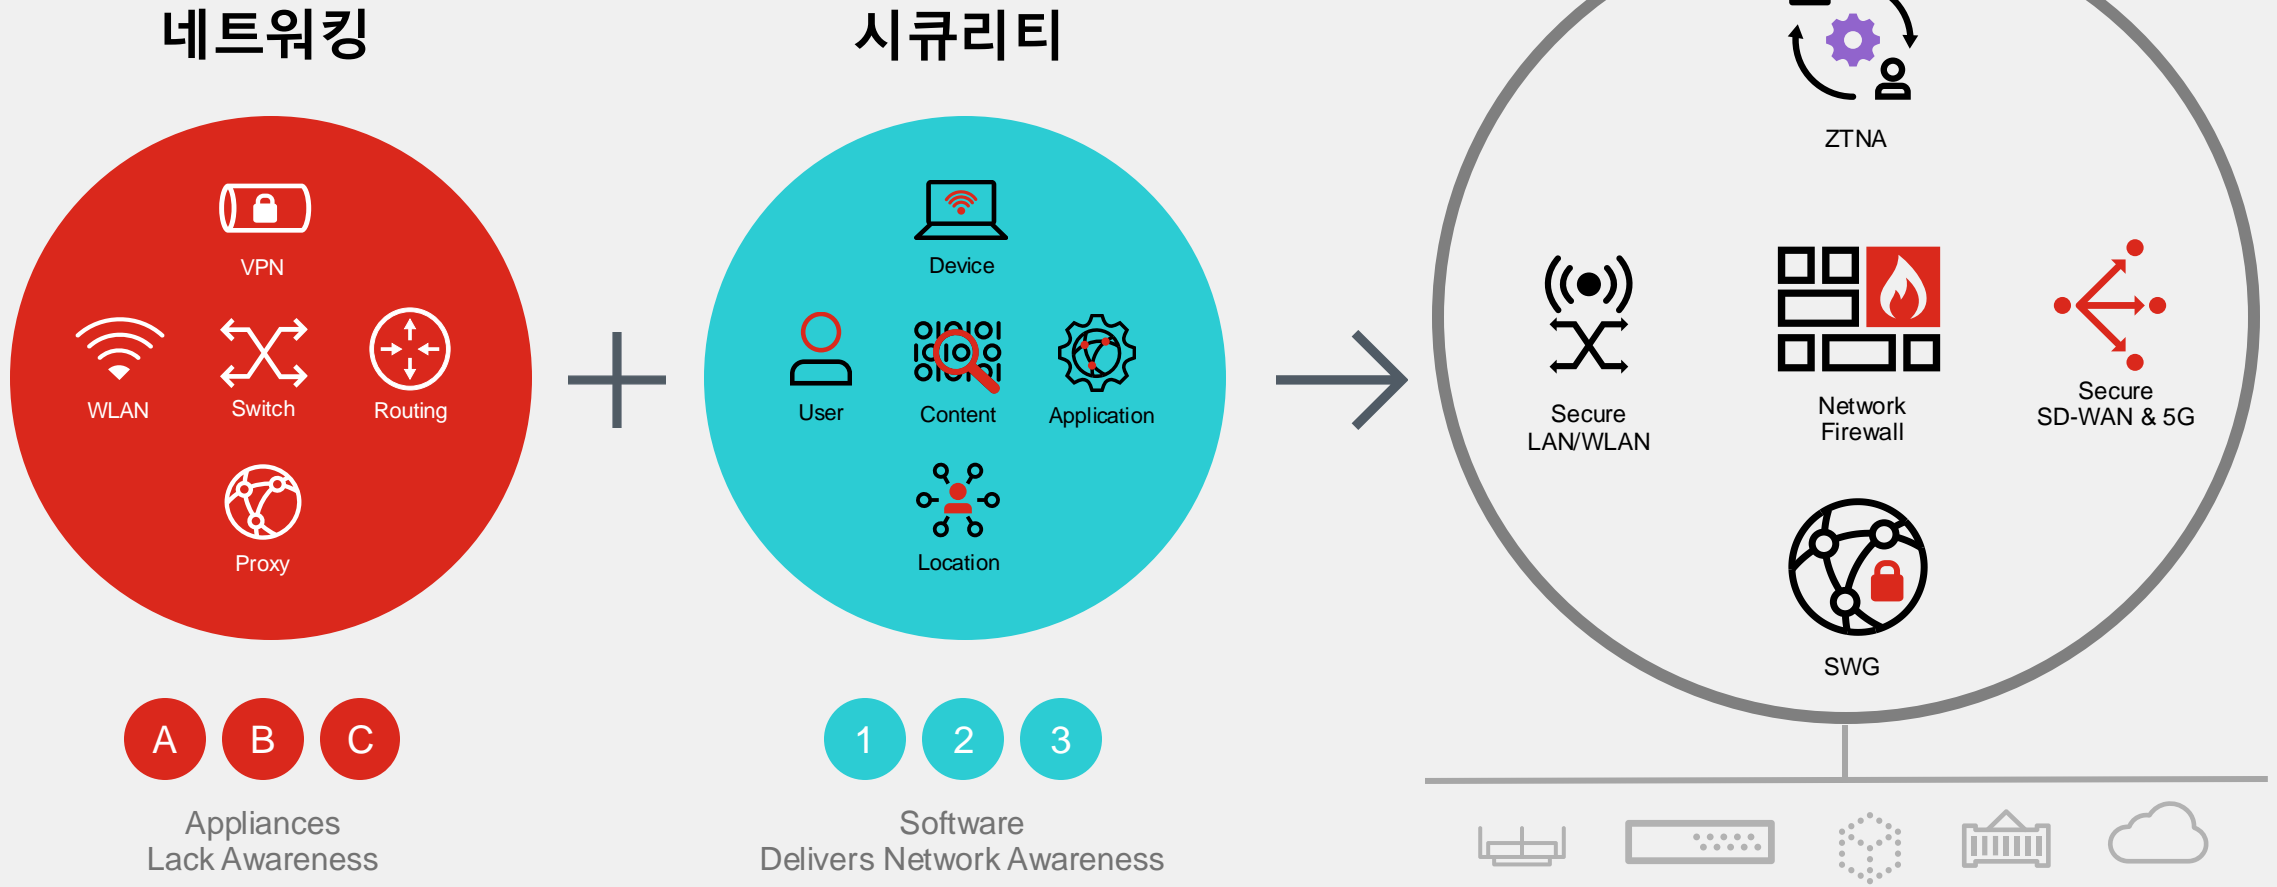 네트워킹
VPN
WLAN
Switch
Routing
Proxy
A
B
C
Appliances
Lack Awareness
시큐리티
Device
User
Content
Application
Location
1
2
3
Software
Delivers Network Awareness
ZTNA
Secure
LAN/WLAN
Network
Firewall
Secure
SD-WAN & 5G
SWG